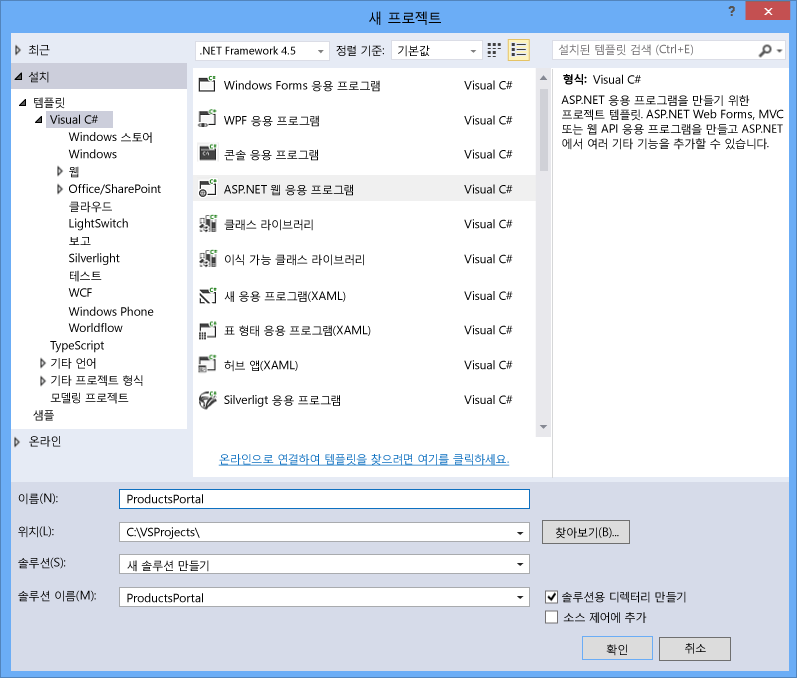 새 프로젝트
?
최근
.NET Framework 4.5
정렬 기준:
기본값
설치된 템플릿 검색 (Ctrl+E)
설치
템플릿
Visual C#
Windows 스토어
Windows
웹
Office/SharePoint
클라우드
LightSwitch
보고
Silverlight
테스트
WCF
Windows Phone
Worldflow
TypeScript
기타 언어
기타 프로젝트 형식
모델링 프로젝트
샘플
온라인
Windows Forms 응용 프로그램 Visual C#
WPF 응용 프로그램 Visual C#
콘솔 응용 프로그램 Visual C#
ASP.NET 웹 응용 프로그램 Visual C#
클래스 라이브러리 Visual C#
이식 가능 클래스 라이브러리 Visual C#
새 응용 프로그램(XAML) Visual C#
표 형태 응용 프로그램(XAML) Visual C#
허브 앱(XAML) Visual C#
Silverligt 응용 프로그램 Visual C#
온라인으로 연결하여 템플릿을 찾으려면 여기를 클릭하세요.
형식: Visual C#
ASP.NET 응용 프로그램을 만들기 위한
프로젝트 템플릿. ASP.NET Web Forms, MVC
또는 웹 API 응용 프로그램을 만들고 ASP.NET
에서 여러 기타 기능을 추가할 수 있습니다.
이름(N):
ProductsPortal
위치(L):
C:\VSProjects\
찾아보기(B)...
솔루션(S):
새 솔루션 만들기
솔루션 이름(M):
ProductsPortal
솔루션용 디렉터리 만들기
소스 제어에 추가
확인
취소